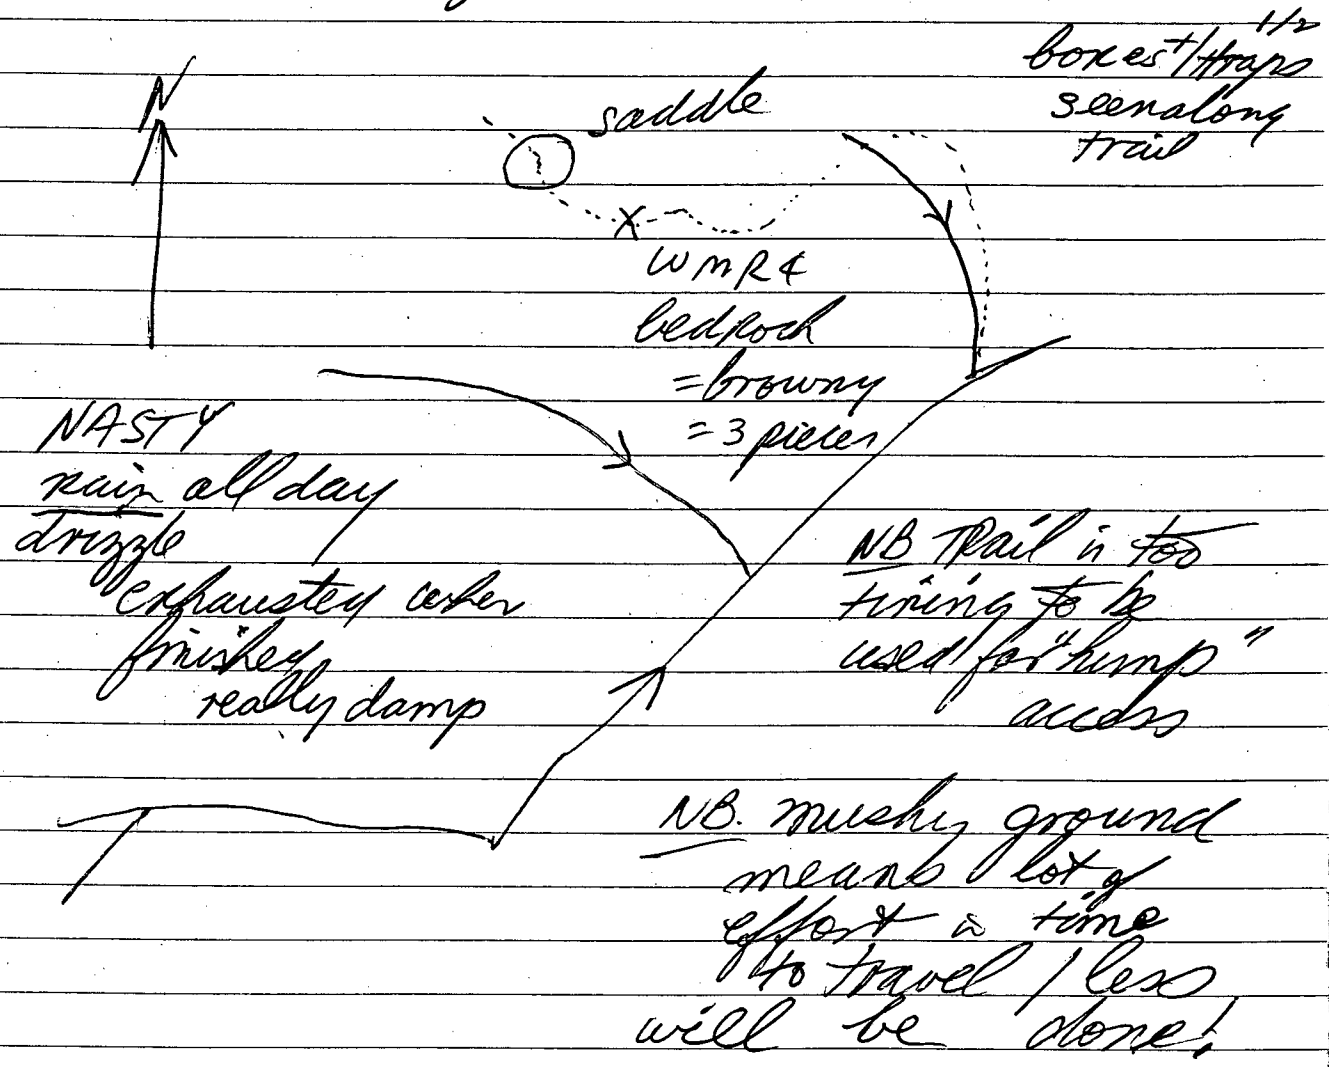 1/2
boxes +/ traps
seen along
trail
N
saddle
X
WMR4
bedrock
= browny
= 3 pieces
NASTY
rain all day
drizzle
exhausted when
finished
really damp
NB Trail is too
tiring to be
used for "hump"
access
NB. mushy ground
means lot of
effort & time
to travel / less
will be done!